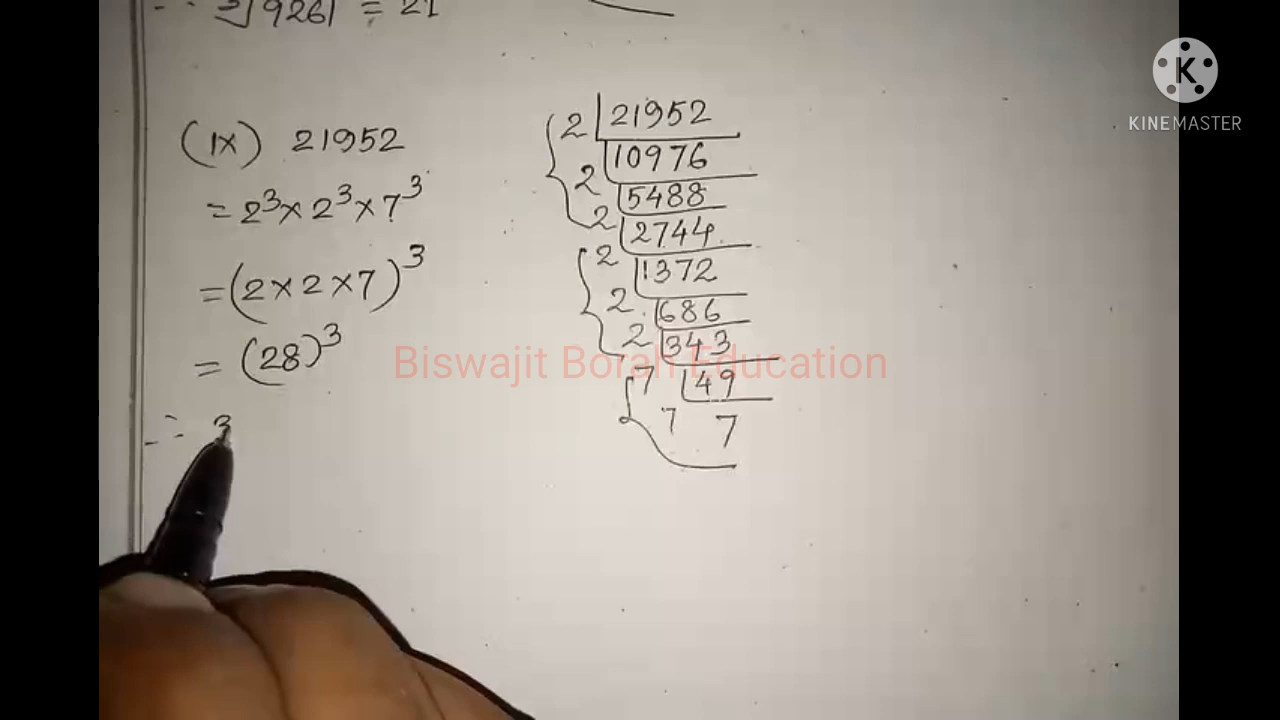 ∴ ∛9261 = 21
(IX) 21952
= 2³ × 2³ × 7³
= (2 × 2 × 7)³
= (28)³
∴ 3
2 21952
2 10976
2 5488
2 2744
2 1372
2 686
7 343
7 49
7
Biswajit Borah Education
K
KINEMASTER